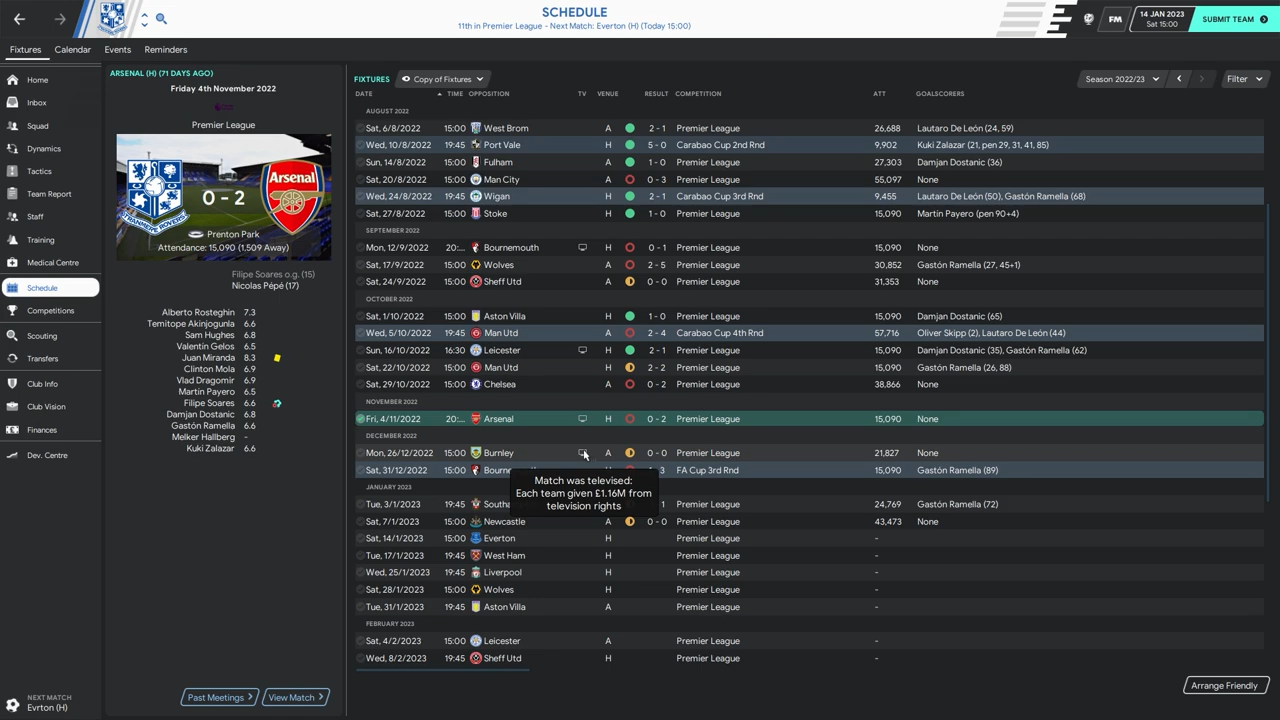 SCHEDULE
11th in Premier League - Next Match: Everton (H) (Today 15:00)
FM
14 JAN 2023
Sat 15:00
SUBMIT TEAM
Fixtures Calendar Events Reminders
Home
Inbox
Squad
Dynamics
Tactics
Team Report
Staff
Training
Medical Centre
Schedule
Competitions
Scouting
Transfers
Club Info
Club Vision
Finances
Dev. Centre
NEXT MATCH
Evrton (H)
ARSENAL (H) (71 DAYS AGO)
Friday 4th November 2022
Premier League
TRANMERE ROVERS
Arsenal
0 - 2
Prenton Park
Attendance: 15,090 (1,509 Away)
Filipe Soares o.g. (15)
Nicolas Pépé (17)
Alberto Rosteghin 7.3
Temitope Akinjogunla 6.6
Sam Hughes 6.8
Valentín Gelos 6.5
Juan Miranda 8.3
Clinton Mola 6.9
Vlad Dragomir 6.9
Martín Payero 6.5
Filipe Soares 6.6
Damjan Dostanic 6.8
Gastón Ramella 6.6
Melker Hallberg -
Kuki Zalazar 6.6
Past Meetings
View Match
FIXTURES Copy of Fixtures Season 2022/23 Filter
DATE TIME OPPOSITION TV VENUE RESULT COMPETITION ATT GOALSCORERS
AUGUST 2022
Sat, 6/8/2022 15:00 West Brom A 2 - 1 Premier League 26,688 Lautaro De León (24, 59)
Wed, 10/8/2022 19:45 Port Vale H 5 - 0 Carabao Cup 2nd Rnd 9,902 Kuki Zalazar (21, pen 29, 31, 41, 85)
Sun, 14/8/2022 15:00 Fulham A 1 - 0 Premier League 27,303 Damjan Dostanic (36)
Sat, 20/8/2022 15:00 Man City A 0 - 3 Premier League 55,097 None
Wed, 24/8/2022 19:45 Wigan H 2 - 1 Carabao Cup 3rd Rnd 9,455 Lautaro De León (50), Gastón Ramella (68)
Sat, 27/8/2022 15:00 Stoke H 1 - 0 Premier League 15,090 Martín Payero (pen 90+4)
SEPTEMBER 2022
Mon, 12/9/2022 20:... Bournemouth H 0 - 1 Premier League 15,090 None
Sat, 17/9/2022 15:00 Wolves A 2 - 5 Premier League 30,852 Gastón Ramella (27, 45+1)
Sat, 24/9/2022 15:00 Sheff Utd A 0 - 0 Premier League 31,353 None
OCTOBER 2022
Sat, 1/10/2022 15:00 Aston Villa H 1 - 0 Premier League 15,090 Damjan Dostanic (65)
Wed, 5/10/2022 19:45 Man Utd A 2 - 4 Carabao Cup 4th Rnd 57,716 Oliver Skipp (2), Lautaro De León (44)
Sun, 16/10/2022 16:30 Leicester H 2 - 1 Premier League 15,090 Damjan Dostanic (35), Gastón Ramella (62)
Sat, 22/10/2022 15:00 Man Utd H 2 - 2 Premier League 15,090 Gastón Ramella (26, 88)
Sat, 29/10/2022 15:00 Chelsea A 0 - 2 Premier League 38,866 None
NOVEMBER 2022
Fri, 4/11/2022 20:... Arsenal H 0 - 2 Premier League 15,090 None
DECEMBER 2022
Mon, 26/12/2022 15:00 Burnley A 0 - 0 Premier League 21,827 None
Sat, 31/12/2022 15:00 3 FA Cup 3rd Rnd 15,090 Gastón Ramella (89)
Match was televised:
Each team given £1.16M from
television rights
JANUARY 2023
Tue, 3/1/2023 19:45 1 Premier League 24,769 Gastón Ramella (72)
Sat, 7/1/2023 15:00 Newcastle A 0 - 0 Premier League 43,473 None
Sat, 14/1/2023 15:00 Everton H Premier League -
Tue, 17/1/2023 19:45 West Ham H Premier League -
Wed, 25/1/2023 19:45 Liverpool H Premier League -
Sat, 28/1/2023 15:00 Wolves H Premier League -
Tue, 31/1/2023 19:45 Aston Villa A Premier League -
FEBRUARY 2023
Sat, 4/2/2023 15:00 Leicester A Premier League -
Wed, 8/2/2023 19:45 Sheff Utd H Premier League -
Arrange Friendly